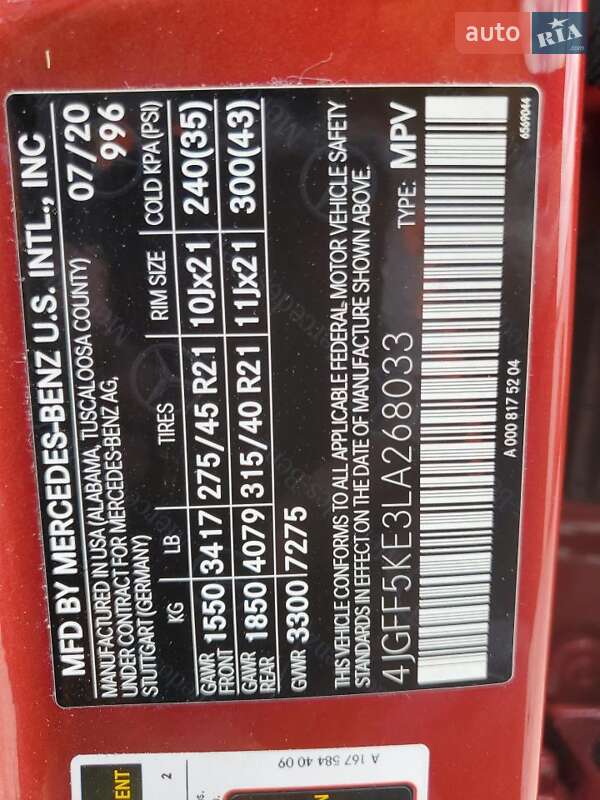 auto RIA.com
MFD BY MERCEDES-BENZ U.S. INTL., INC
MANUFACTURED IN USA (ALABAMA, TUSCALOOSA COUNTY) 07/20
UNDER CONTRACT FOR MERCEDES-BENZ AG, 996
STUTTGART (GERMANY)
KG LB TIRES RIM SIZE COLD KPA (PSI)
GAWR FRONT 1550 3417 275/45 R21 10Jx21 240(35)
GAWR REAR 1850 4079 315/40 R21 11Jx21 300(43)
GVWR 3300 7275
THIS VEHICLE CONFORMS TO ALL APPLICABLE FEDERAL MOTOR VEHICLE SAFETY
STANDARDS IN EFFECT ON THE DATE OF MANUFACTURE SHOWN ABOVE.
4JGFF5KE3LA268033 TYPE: MPV
A 000 817 52 04
6569044
A 167 584 40 09
2